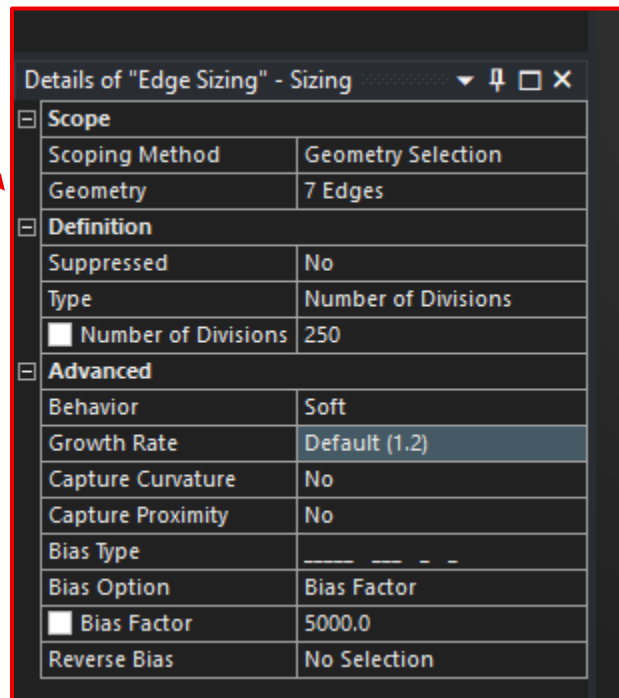 Details of "Edge Sizing" - Sizing
Scope
Scoping Method Geometry Selection
Geometry 7 Edges
Definition
Suppressed No
Type Number of Divisions
Number of Divisions 250
Advanced
Behavior Soft
Growth Rate Default (1.2)
Capture Curvature No
Capture Proximity No
Bias Type _____ ___ _ _
Bias Option Bias Factor
Bias Factor 5000.0
Reverse Bias No Selection